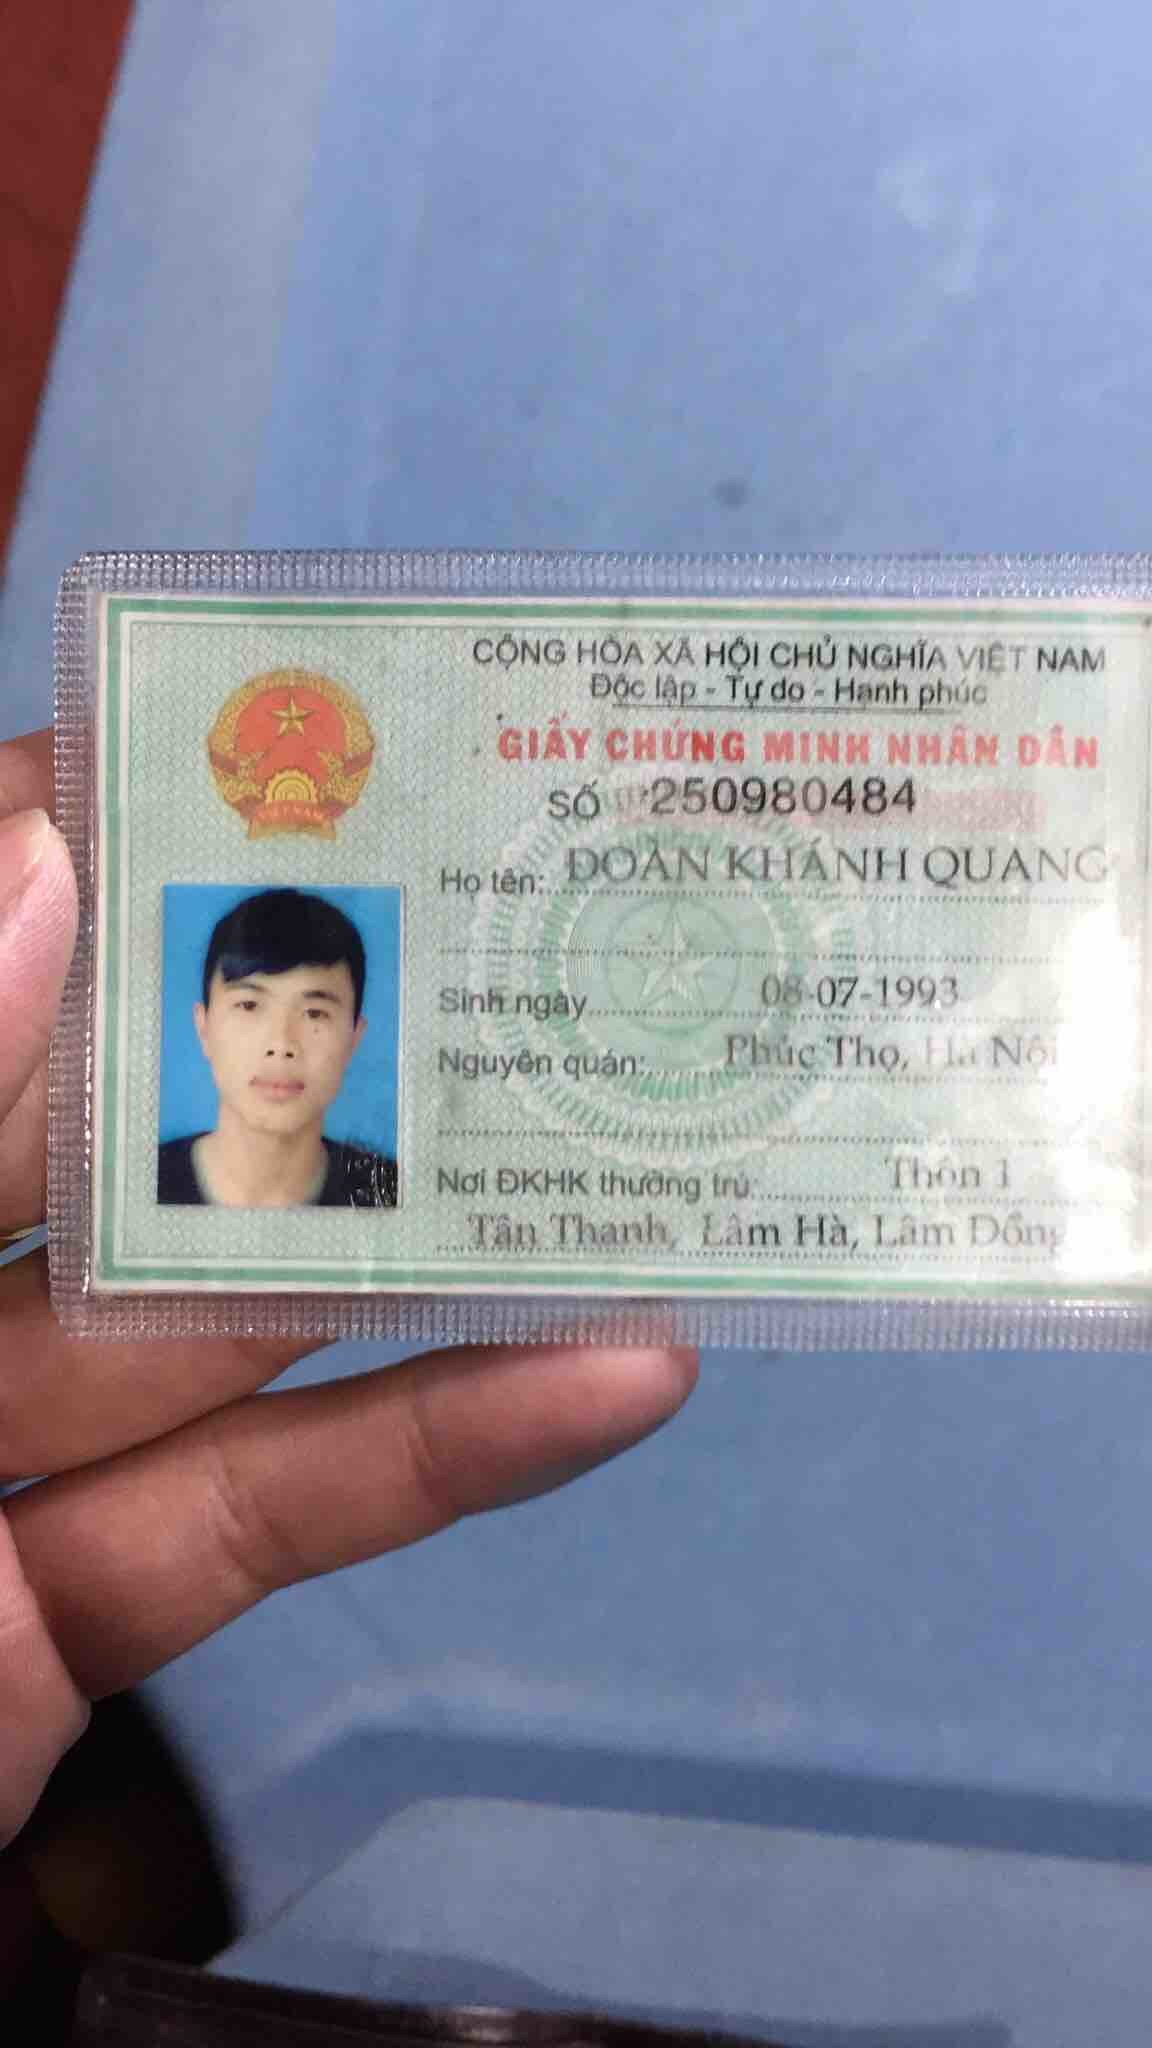 CỘNG HÒA XÃ HỘI CHỦ NGHĨA VIỆT NAM
Độc lập - Tự do - Hạnh phúc
GIẤY CHỨNG MINH NHÂN DÂN
SỐ 250980484
Họ tên: ĐOÀN KHÁNH QUANG
Sinh ngày 08-07-1993
Nguyên quán: Phúc Thọ, Hà Nội
Nơi ĐKHK thường trú: Thôn 1
Tân Thanh, Lâm Hà, Lâm Đồng